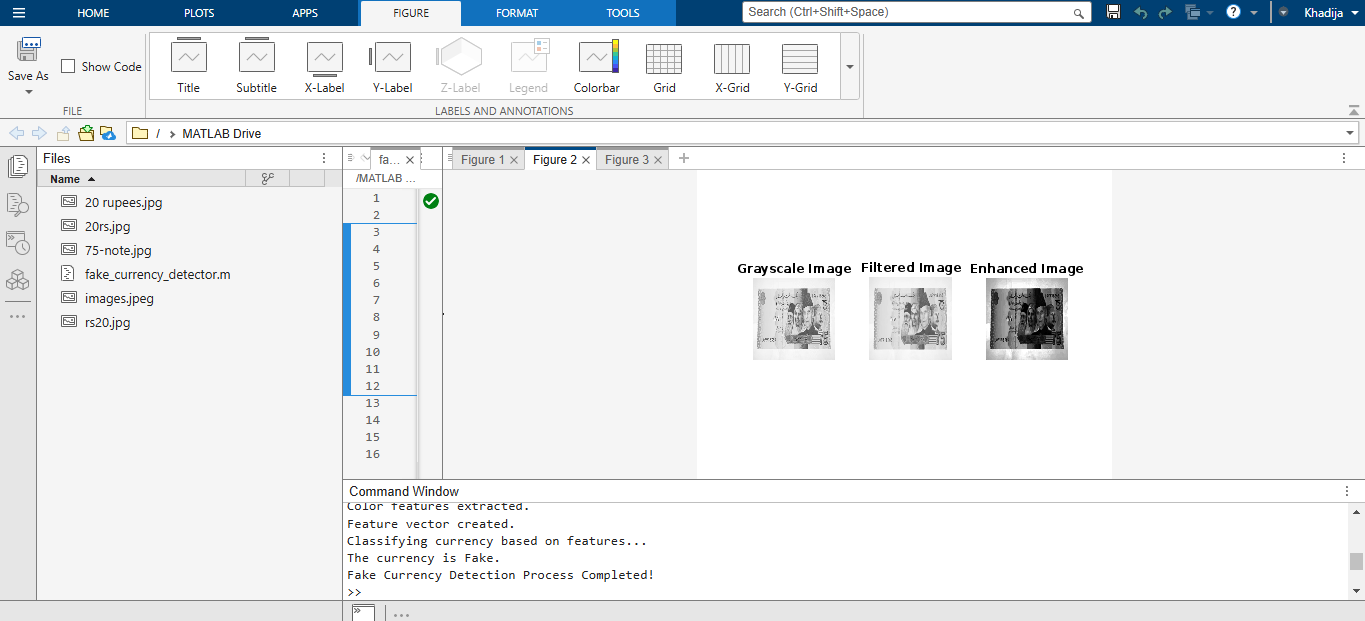 HOME PLOTS APPS FIGURE FORMAT TOOLS Search (Ctrl+Shift+Space) ? Khadija
Save As Show Code Title Subtitle X-Label Y-Label Z-Label Legend Colorbar Grid X-Grid Y-Grid
FILE LABELS AND ANNOTATIONS
/ MATLAB Drive
Files fa... Figure 1 Figure 2 Figure 3
Name /MATLAB ...
20 rupees.jpg
20rs.jpg
75-note.jpg
fake_currency_detector.m
images.jpeg
rs20.jpg
1
2
3
4
5
6
7
8
9
10
11
12
13
14
15
16
Grayscale Image Filtered Image Enhanced Image
Command Window
Color features extracted.
Feature vector created.
Classifying currency based on features...
The currency is Fake.
Fake Currency Detection Process Completed!
>>